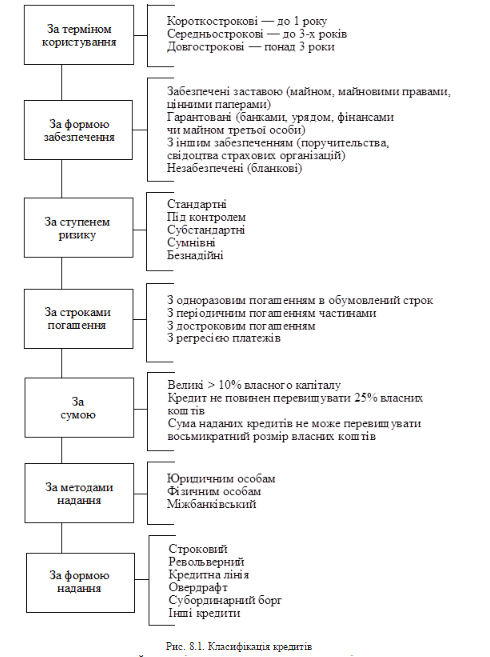 За терміном
користування
Короткострокові — до 1 року
Середньострокові — до 3-х років
Довгострокові — понад 3 роки
За формою
забезпечення
Забезпечені заставою (майном, майновими правами,
цінними паперами)
Гарантовані (банками, урядом, фінансами
чи майном третьої особи)
З іншим забезпеченням (поручительства,
свідоцтва страхових організацій)
Незабезпечені (бланкові)
За ступенем
ризику
Стандартні
Під контролем
Субстандартні
Сумнівні
Безнадійні
За строками
погашення
З одноразовим погашенням в обумовлений строк
З періодичним погашенням частинами
З достроковим погашенням
З регресією платежів
За
сумою
Великі > 10% власного капіталу
Кредит не повинен перевищувати 25% власних
коштів
Сума наданих кредитів не може перевищувати
восьмикратний розмір власних коштів
За методами
надання
Юридичним особам
Фізичним особам
Міжбанківський
За формою
надання
Строковий
Револьверний
Кредитна лінія
Овердрафт
Субординарний борг
Інші кредити
Рис. 8.1. Класифікація кредитів